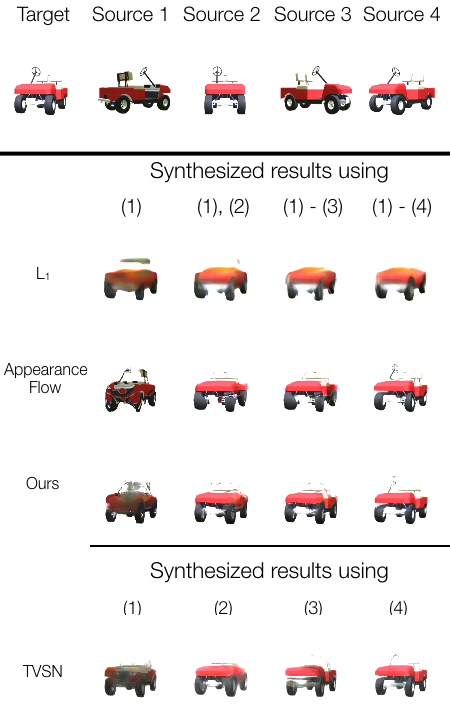 Target Source 1 Source 2 Source 3 Source 4
Synthesized results using
(1) (1), (2) (1) - (3) (1) - (4)
L₁
Appearance
Flow
Ours
Synthesized results using
(1) (2) (3) (4)
TVSN